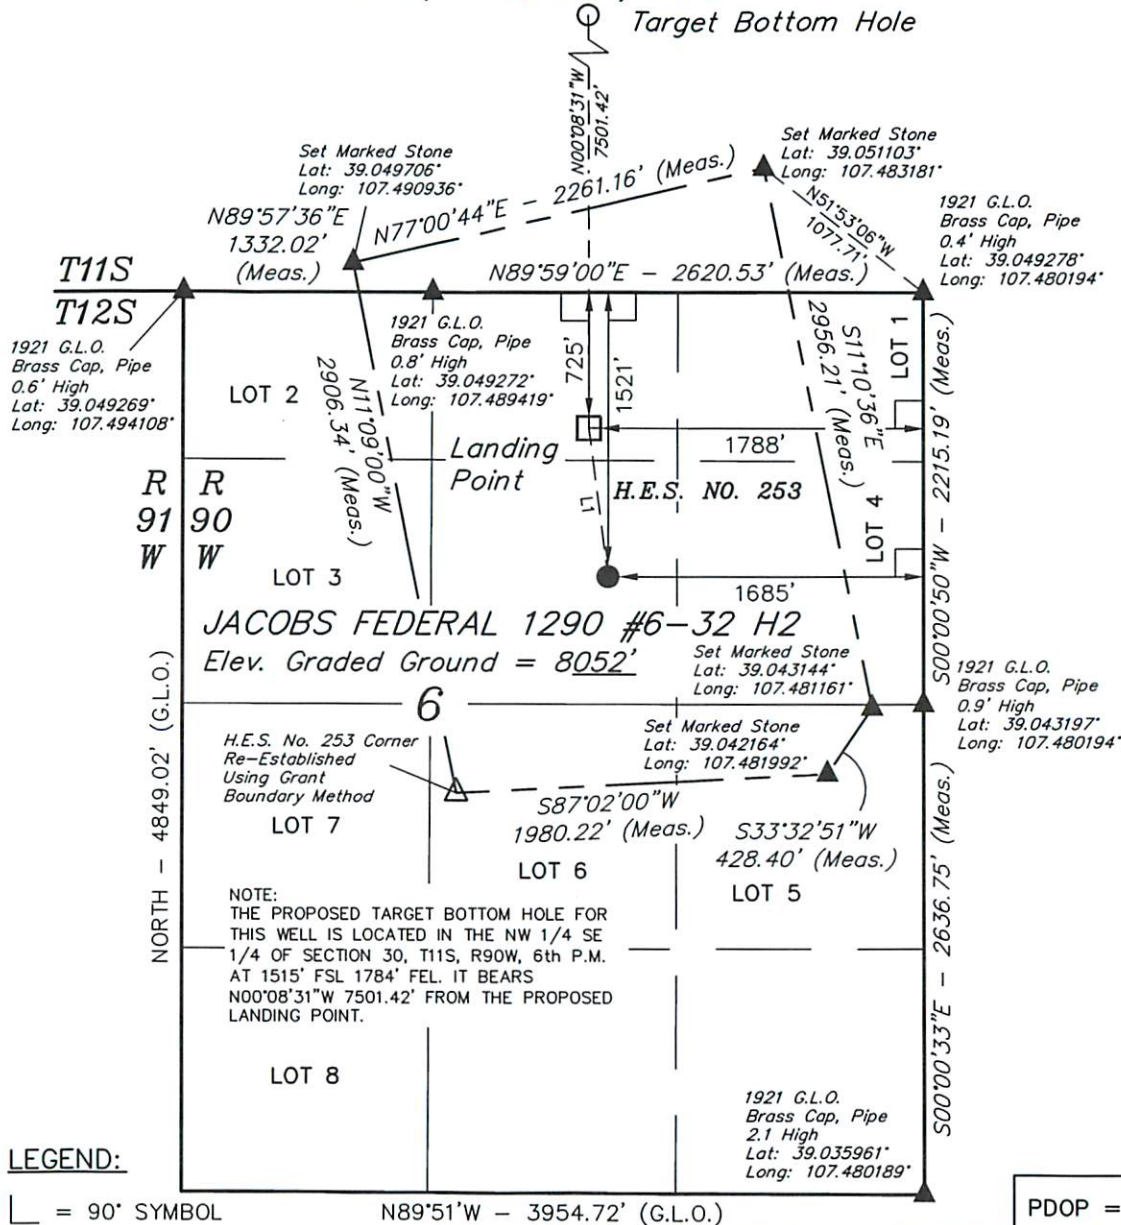 Target Bottom Hole
N00°08'31"W
7501.42'
Set Marked Stone
Lat: 39.049706°
Long: 107.490936°
Set Marked Stone
Lat: 39.051103°
Long: 107.483181°
N89°57'36"E
1332.02'
(Meas.)
N77°00'44"E - 2261.16' (Meas.)
N51°53'06"W
1077.71'
1921 G.L.O.
Brass Cap, Pipe
0.4' High
Lat: 39.049278°
Long: 107.480194°
T11S
T12S
N89°59'00"E - 2620.53' (Meas.)
1921 G.L.O.
Brass Cap, Pipe
0.6' High
Lat: 39.049269°
Long: 107.494108°
1921 G.L.O.
Brass Cap, Pipe
0.8' High
Lat: 39.049272°
Long: 107.489419°
LOT 2
N11°09'00"W
2906.34' (Meas.)
725'
1521'
S11°10'36"E
2956.21' (Meas.)
LOT 1
S00°00'50"W - 2215.19' (Meas.)
Landing
Point
1788'
H.E.S. NO. 253
L1
LOT 4
R R
91 90
W W
LOT 3
1685'
JACOBS FEDERAL 1290 #6-32 H2
Elev. Graded Ground = 8052'
Set Marked Stone
Lat: 39.043144°
Long: 107.481161°
1921 G.L.O.
Brass Cap, Pipe
0.9' High
Lat: 39.043197°
Long: 107.480194°
6
H.E.S. No. 253 Corner
Re-Established
Using Grant
Boundary Method
Set Marked Stone
Lat: 39.042164°
Long: 107.481992°
NORTH - 4849.02' (G.L.O.)
S87°02'00"W
1980.22' (Meas.)
S33°32'51"W
428.40' (Meas.)
LOT 7
LOT 6
LOT 5
S00°00'33"E - 2636.75' (Meas.)
NOTE:
THE PROPOSED TARGET BOTTOM HOLE FOR
THIS WELL IS LOCATED IN THE NW 1/4 SE
1/4 OF SECTION 30, T11S, R90W, 6th P.M.
AT 1515' FSL 1784' FEL. IT BEARS
N00°08'31"W 7501.42' FROM THE PROPOSED
LANDING POINT.
LOT 8
1921 G.L.O.
Brass Cap, Pipe
2.1 High
Lat: 39.035961°
Long: 107.480189°
LEGEND:
= 90° SYMBOL
N89°51'W - 3954.72' (G.L.O.)
PDOP =